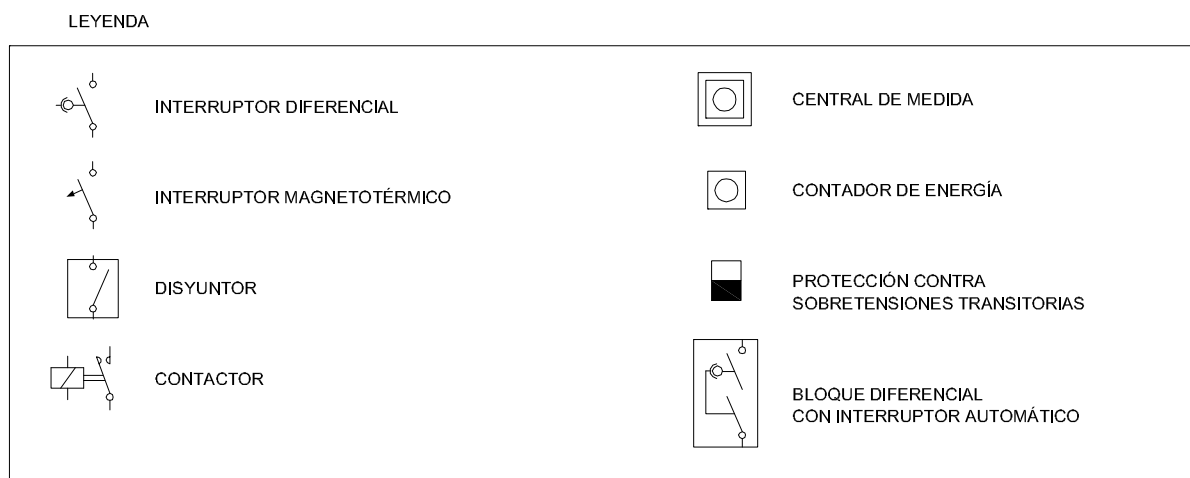 LEYENDA
INTERRUPTOR DIFERENCIAL
INTERRUPTOR MAGNETOTÉRMICO
DISYUNTOR
CONTACTOR
CENTRAL DE MEDIDA
CONTADOR DE ENERGÍA
PROTECCIÓN CONTRA
SOBRETENSIONES TRANSITORIAS
BLOQUE DIFERENCIAL
CON INTERRUPTOR AUTOMÁTICO